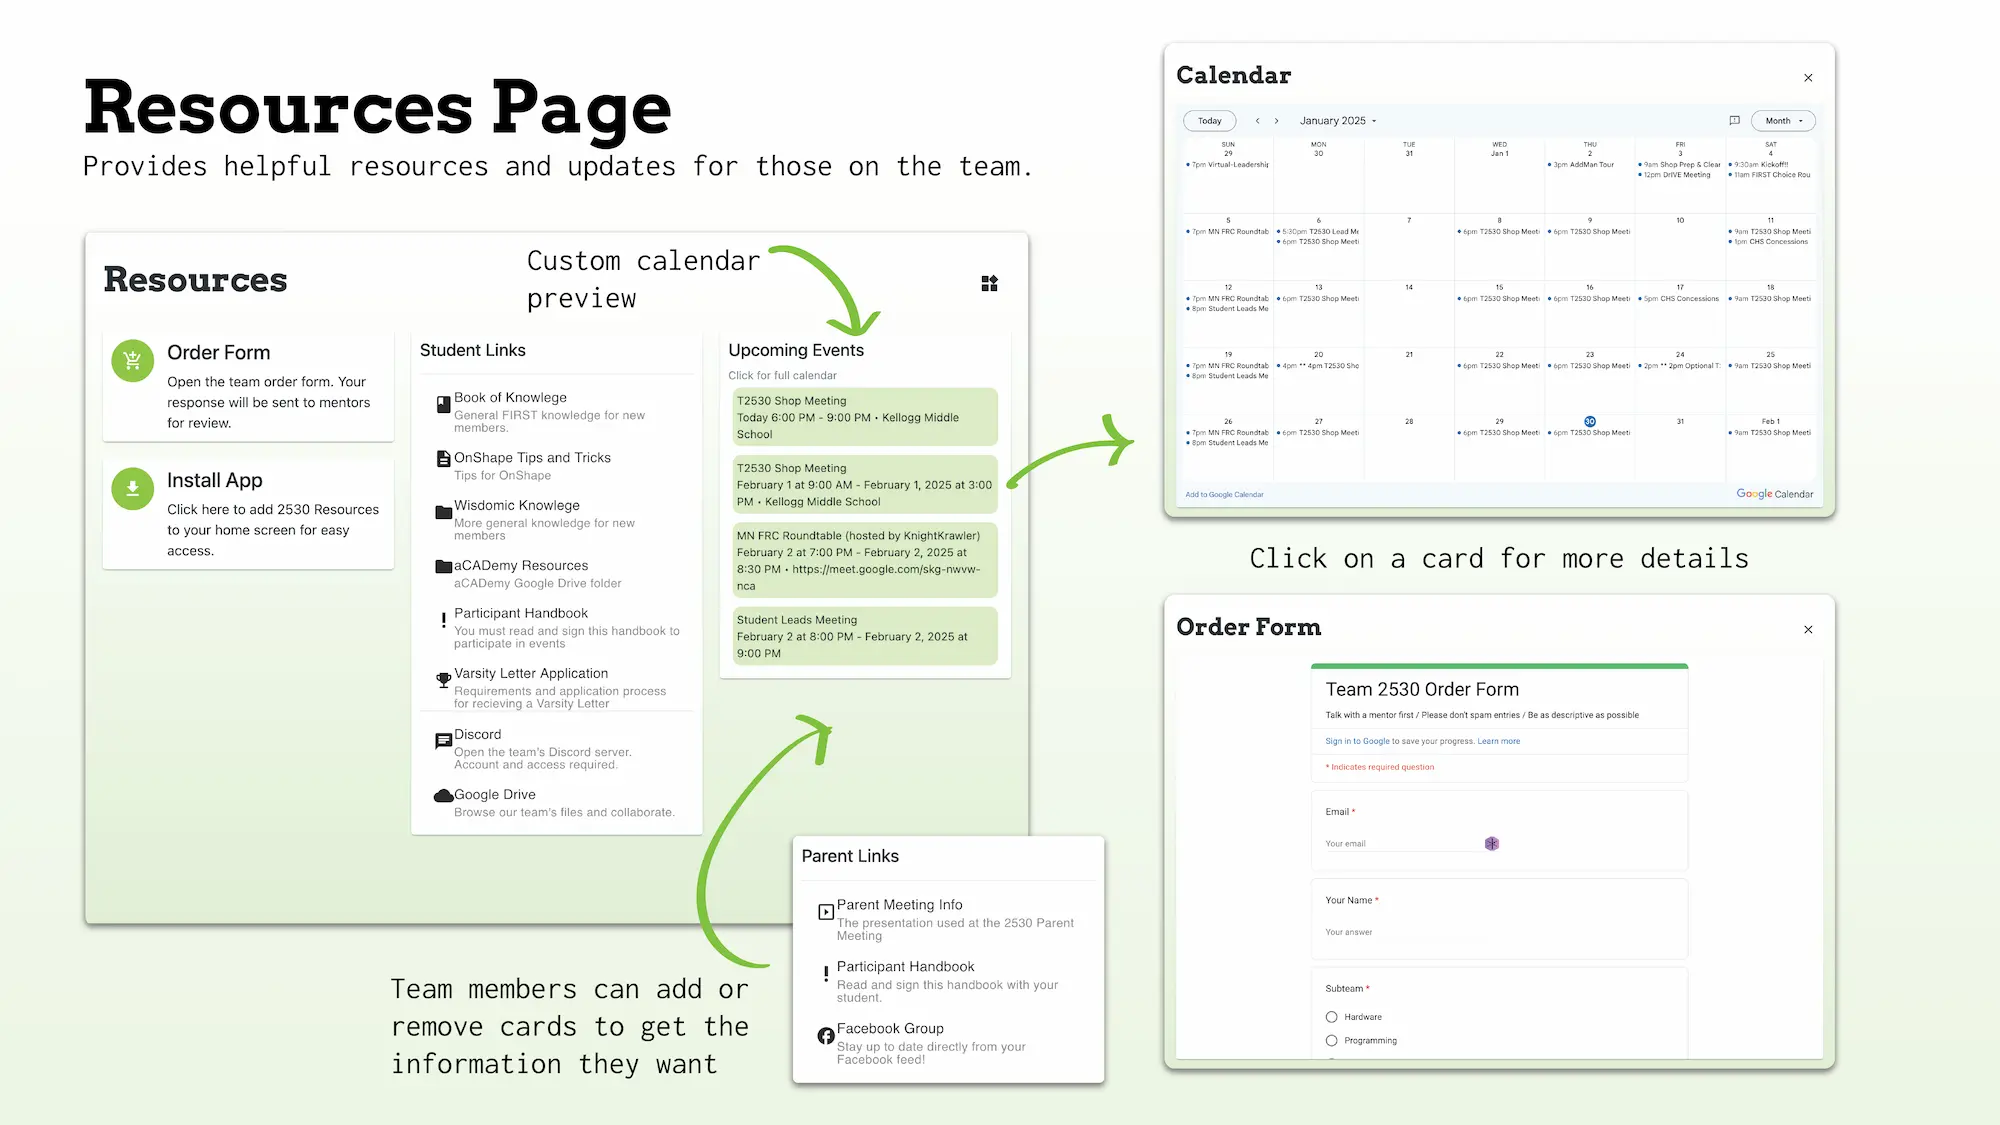 Resources Page
Provides helpful resources and updates for those on the team.
Resources
Custom calendar
preview
Order Form
Open the team order form. Your
response will be sent to mentors
for review.
Install App
Click here to add 2530 Resources
to your home screen for easy
access.
Student Links
Book of Knowlege
General FIRST knowledge for new
members.
OnShape Tips and Tricks
Tips for OnShape
Wisdomic Knowlege
More general knowledge for new
members
aCADemy Resources
aCADemy Google Drive folder
Participant Handbook
You must read and sign this handbook to
participate in events
Varsity Letter Application
Requirements and application process
for recieving a Varsity Letter
Discord
Open the team's Discord server.
Account and access required.
Google Drive
Browse our team's files and collaborate.
Upcoming Events
Click for full calendar
T2530 Shop Meeting
Today 6:00 PM - 9:00 PM • Kellogg Middle
School
T2530 Shop Meeting
February 1 at 9:00 AM - February 1, 2025 at 3:00
PM • Kellogg Middle School
MN FRC Roundtable (hosted by KnightKrawler)
February 2 at 7:00 PM - February 2, 2025 at
8:30 PM • https://meet.google.com/skg-nwvw-
nca
Student Leads Meeting
February 2 at 8:00 PM - February 2, 2025 at
9:00 PM
Team members can add or
remove cards to get the
information they want
Parent Links
Parent Meeting Info
The presentation used at the 2530 Parent
Meeting
Participant Handbook
Read and sign this handbook with your
student.
Facebook Group
Stay up to date directly from your
Facebook feed!
Calendar
Today January 2025 Month
SUN MON TUE WED THU FRI SAT
29 30 31 Jan 1 2 3 4
7pm Virtual-Leadership 3pm AddMan Tour 9am Shop Prep & Clear 9:30am Kickoff!!
12pm DrIVE Meeting 11am FIRST Choice Rou
5 6 7 8 9 10 11
7pm MN FRC Roundtab 5:30pm T2530 Lead Me 6pm T2530 Shop Meeti 6pm T2530 Shop Meeti 9am T2530 Shop Meeti
6pm T2530 Shop Meeti 1pm CHS Concessions
12 13 14 15 16 17 18
7pm MN FRC Roundtab 6pm T2530 Shop Meeti 6pm T2530 Shop Meeti 6pm T2530 Shop Meeti 5pm CHS Concessions 9am T2530 Shop Meeti
8pm Student Leads Me
19 20 21 22 23 24 25
7pm MN FRC Roundtab 4pm ** 4pm T2530 Sho 6pm T2530 Shop Meeti 6pm T2530 Shop Meeti 2pm ** 2pm Optional T: 9am T2530 Shop Meeti
8pm Student Leads Me
26 27 28 29 30 31 Feb 1
7pm MN FRC Roundtab 6pm T2530 Shop Meeti 6pm T2530 Shop Meeti 6pm T2530 Shop Meeti 9am T2530 Shop Meeti
8pm Student Leads Me
Add to Google Calendar Google Calendar
Click on a card for more details
Order Form
Team 2530 Order Form
Talk with a mentor first / Please don't spam entries / Be as descriptive as possible
Sign in to Google to save your progress. Learn more
* Indicates required question
Email *
Your email
Your Name *
Your answer
Subteam *
Hardware
Programming